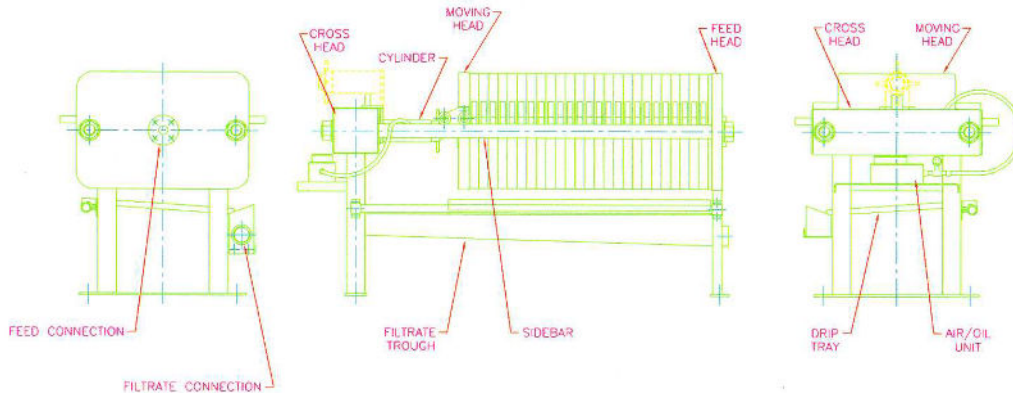 MOVING
HEAD
CROSS
HEAD
CYLINDER
FEED
HEAD
CROSS
HEAD
MOVING
HEAD
FEED CONNECTION
FILTRATE CONNECTION
FILTRATE
TROUGH
SIDEBAR
DRIP
TRAY
AIR/OIL
UNIT